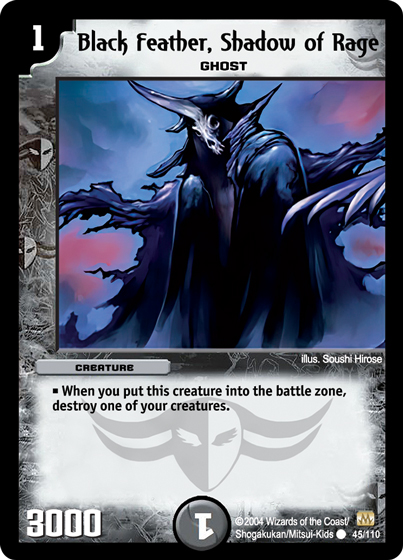 1
Black Feather, Shadow of Rage
GHOST
illus. Soushi Hirose
CREATURE
▪ When you put this creature into the battle zone,
destroy one of your creatures.
3000
1
©2004 Wizards of the Coast/
Shogakukan/Mitsui-Kids ● 45/110